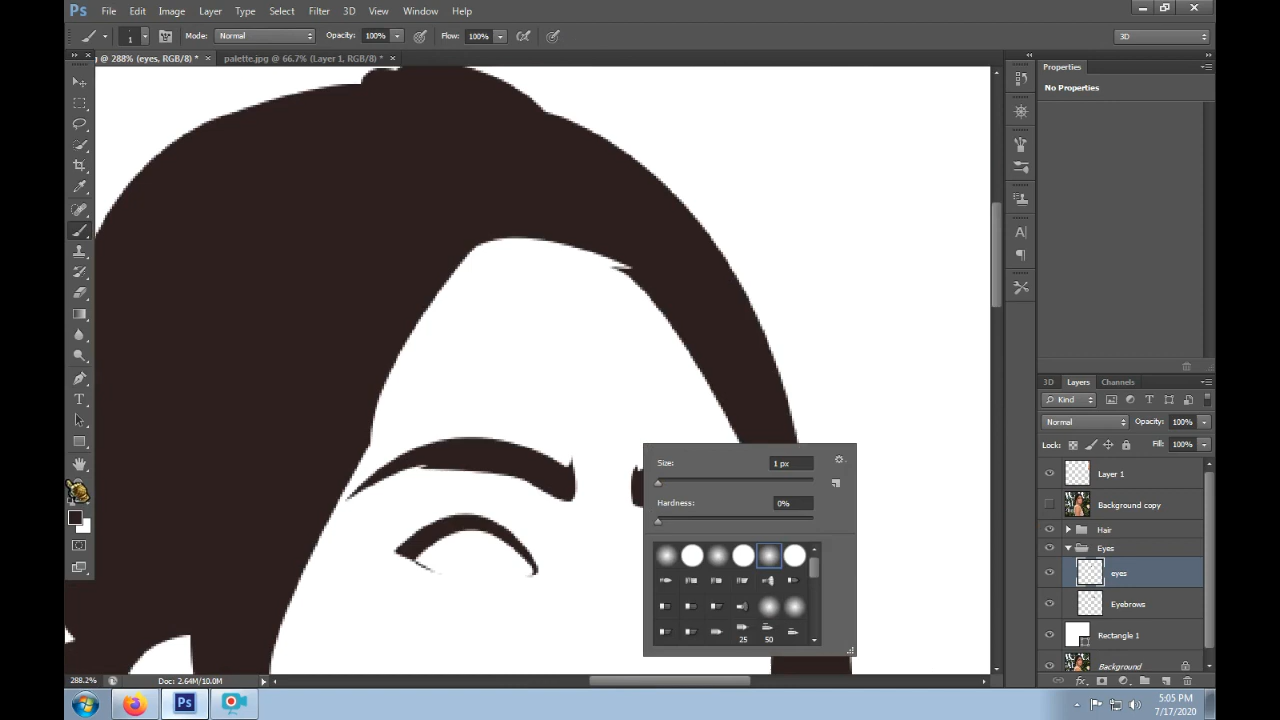 Ps File Edit Image Layer Type Select Filter 3D View Window Help
1 Mode: Normal Opacity: 100% Flow: 100% 3D
g @ 288% (eyes, RGB/8) * × palette.jpg @ 66.7% (Layer 1, RGB/8) * ×
Properties
No Properties
3D Layers Channels
Kind
Normal Opacity: 100%
Lock: Fill: 100%
Layer 1
Background copy
Hair
Eyes
eyes
Eyebrows
Rectangle 1
Background
Size: 1 px
Hardness: 0%
25 50
288.2% Doc: 2.64M/10.0M
Ps
5:05 PM
7/17/2020